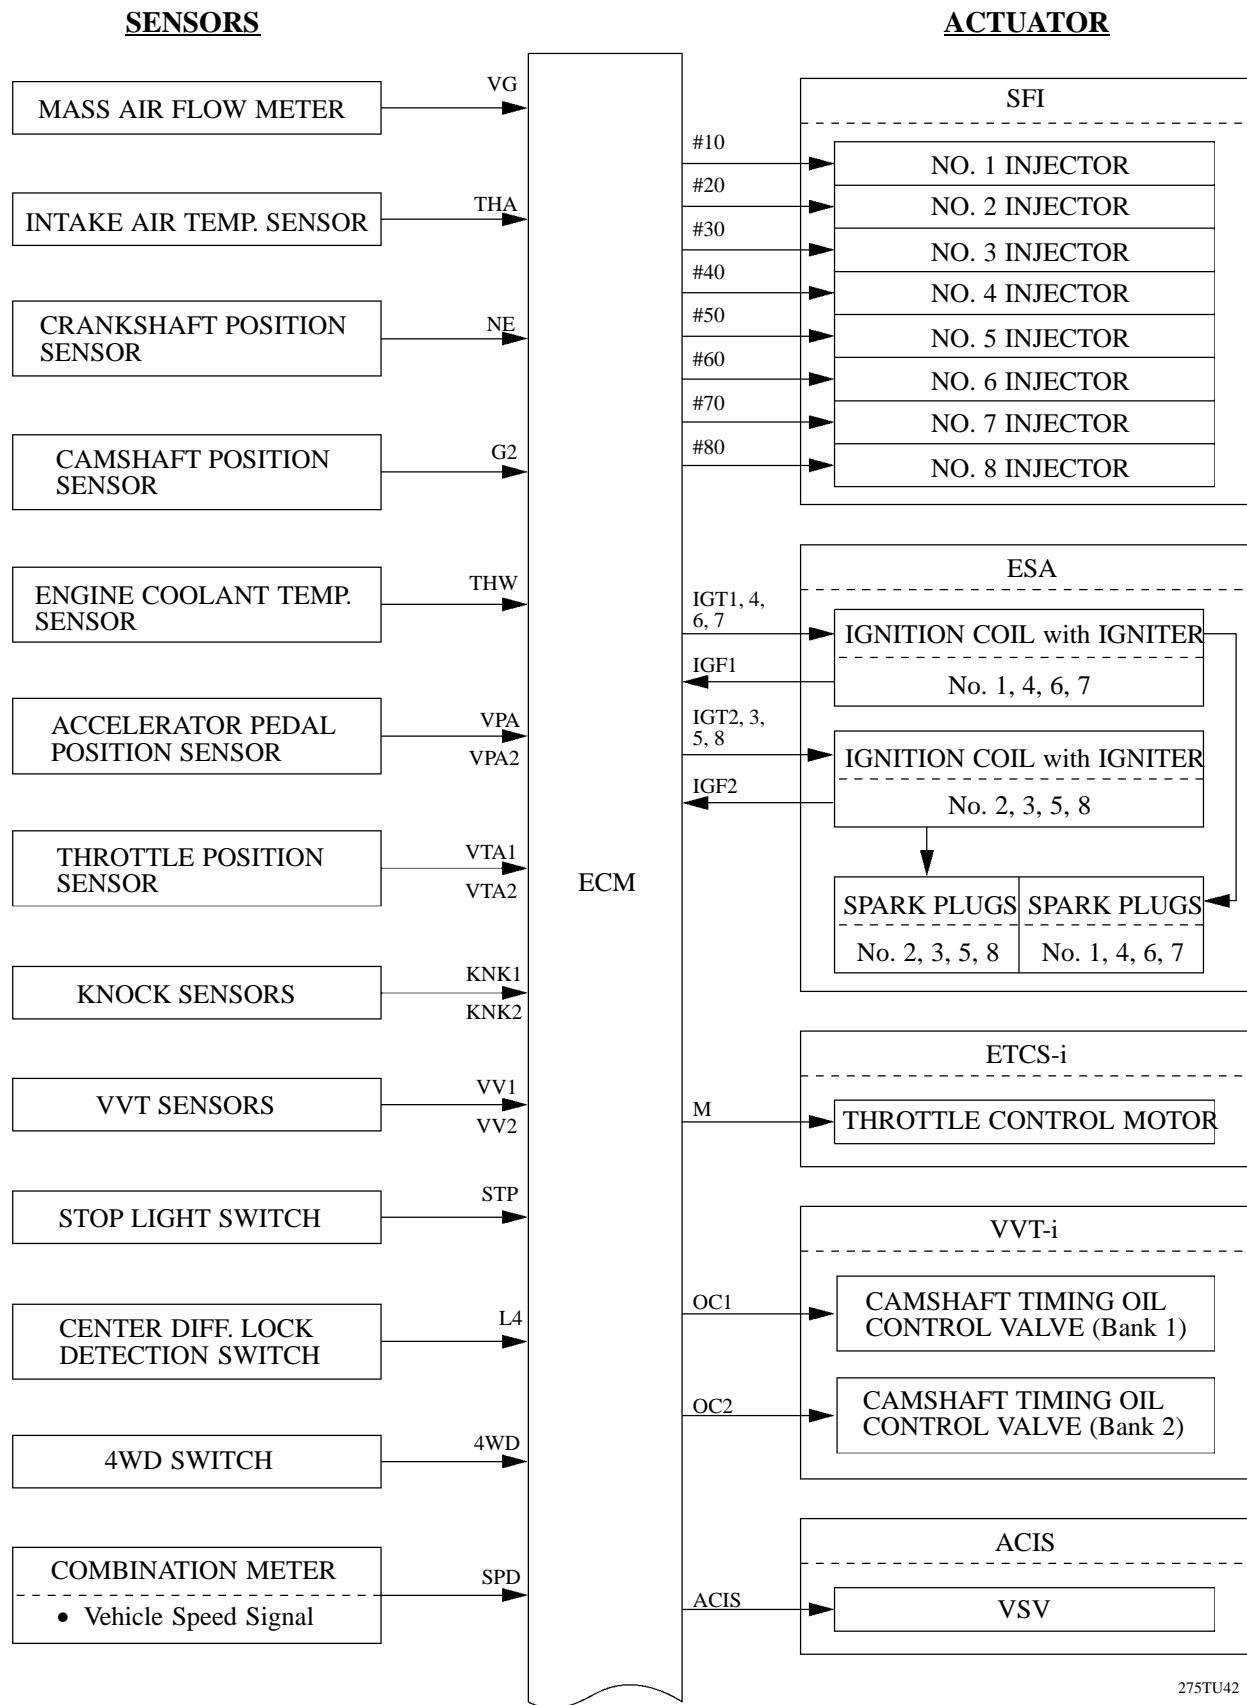 SENSORS
ACTUATOR
MASS AIR FLOW METER
VG
INTAKE AIR TEMP. SENSOR
THA
CRANKSHAFT POSITION
SENSOR
NE
CAMSHAFT POSITION
SENSOR
G2
ENGINE COOLANT TEMP.
SENSOR
THW
ACCELERATOR PEDAL
POSITION SENSOR
VPA
VPA2
THROTTLE POSITION
SENSOR
VTA1
VTA2
KNOCK SENSORS
KNK1
KNK2
VVT SENSORS
VV1
VV2
STOP LIGHT SWITCH
STP
CENTER DIFF. LOCK
DETECTION SWITCH
L4
4WD SWITCH
4WD
COMBINATION METER
• Vehicle Speed Signal
SPD
ECM
SFI
#10
NO. 1 INJECTOR
#20
NO. 2 INJECTOR
#30
NO. 3 INJECTOR
#40
NO. 4 INJECTOR
#50
NO. 5 INJECTOR
#60
NO. 6 INJECTOR
#70
NO. 7 INJECTOR
#80
NO. 8 INJECTOR
ESA
IGT1, 4,
6, 7
IGNITION COIL with IGNITER
IGF1
No. 1, 4, 6, 7
IGT2, 3,
5, 8
IGNITION COIL with IGNITER
IGF2
No. 2, 3, 5, 8
SPARK PLUGS
No. 2, 3, 5, 8
SPARK PLUGS
No. 1, 4, 6, 7
ETCS-i
M
THROTTLE CONTROL MOTOR
VVT-i
OC1
CAMSHAFT TIMING OIL
CONTROL VALVE (Bank 1)
OC2
CAMSHAFT TIMING OIL
CONTROL VALVE (Bank 2)
ACIS
ACIS
VSV
275TU42